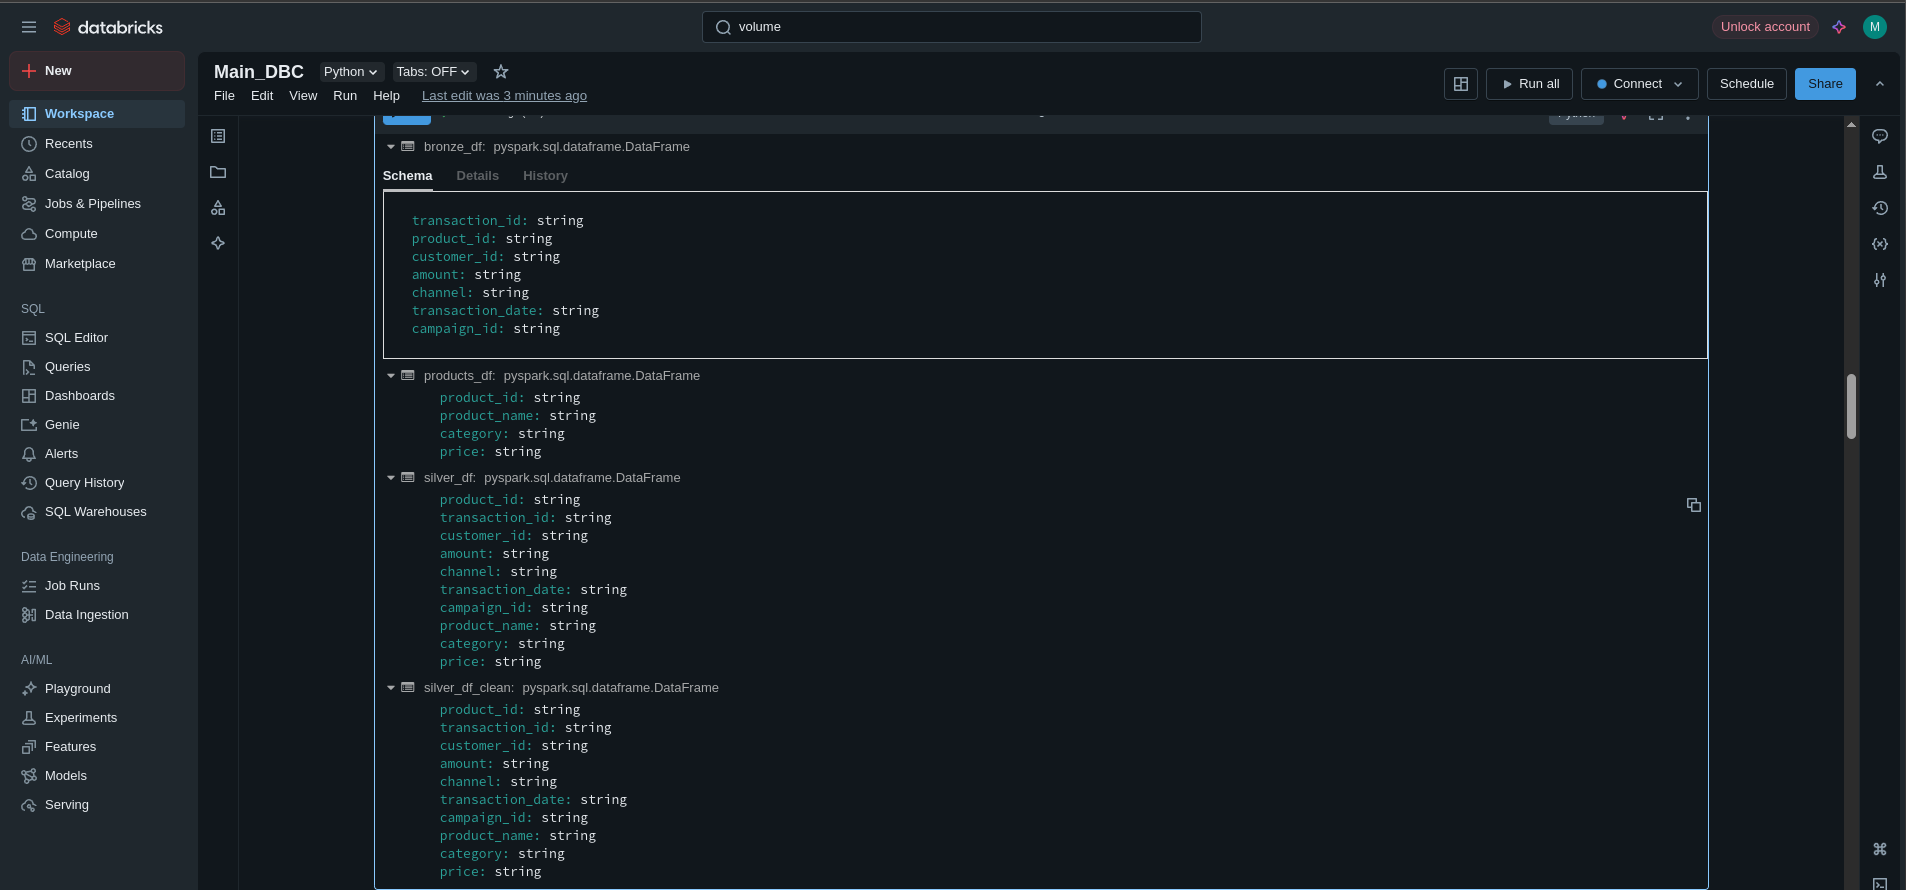 databricks
volume
Unlock account
M
New
Workspace
Recents
Catalog
Jobs & Pipelines
Compute
Marketplace
SQL
SQL Editor
Queries
Dashboards
Genie
Alerts
Query History
SQL Warehouses
Data Engineering
Job Runs
Data Ingestion
AI/ML
Playground
Experiments
Features
Models
Serving
Main_DBC
Python
Tabs: OFF
File Edit View Run Help Last edit was 3 minutes ago
Run all
Connect
Schedule
Share
Python
bronze_df: pyspark.sql.dataframe.DataFrame
Schema Details History
transaction_id: string
product_id: string
customer_id: string
amount: string
channel: string
transaction_date: string
campaign_id: string
products_df: pyspark.sql.dataframe.DataFrame
product_id: string
product_name: string
category: string
price: string
silver_df: pyspark.sql.dataframe.DataFrame
product_id: string
transaction_id: string
customer_id: string
amount: string
channel: string
transaction_date: string
campaign_id: string
product_name: string
category: string
price: string
silver_df_clean: pyspark.sql.dataframe.DataFrame
product_id: string
transaction_id: string
customer_id: string
amount: string
channel: string
transaction_date: string
campaign_id: string
product_name: string
category: string
price: string